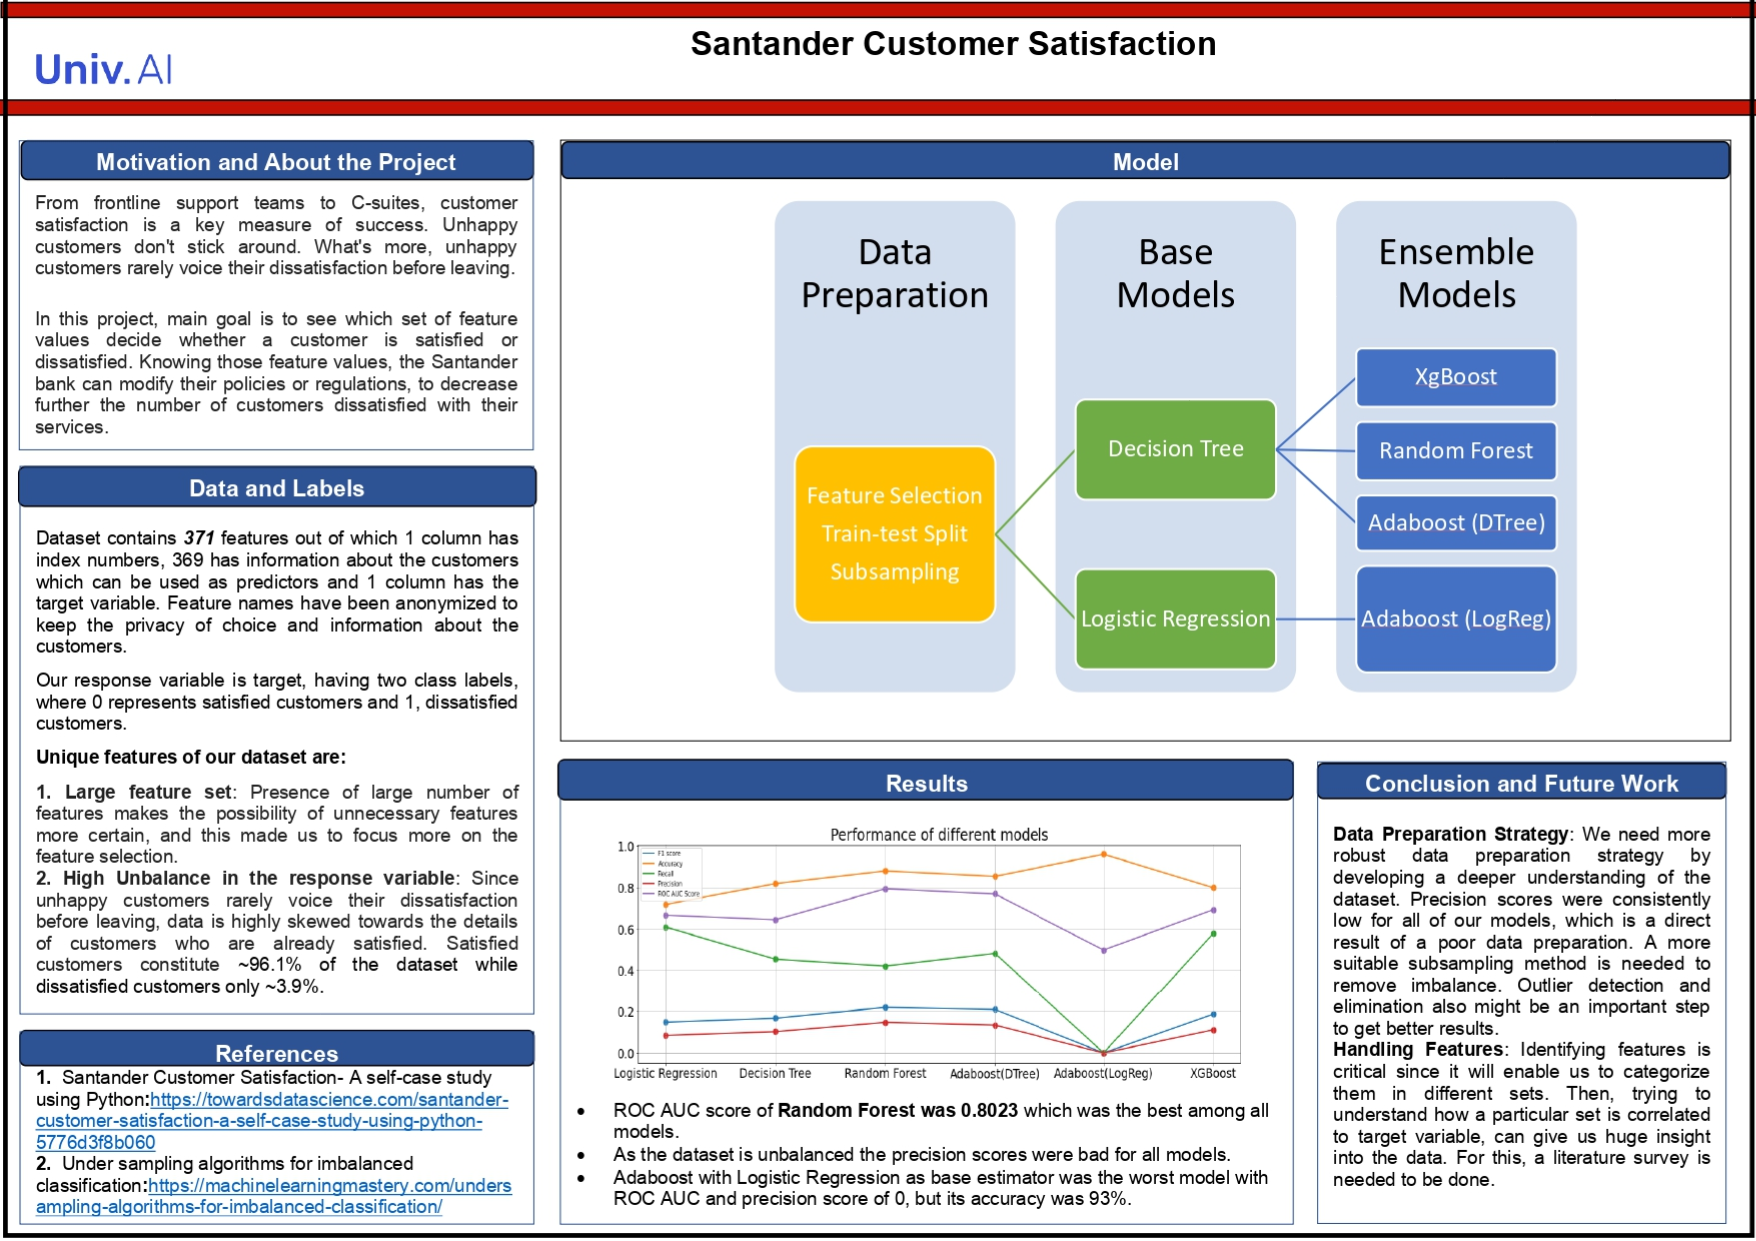 Santander Customer Satisfaction
Univ.AI
Motivation and About the Project
From frontline support teams to C-suites, customer
satisfaction is a key measure of success. Unhappy
customers don't stick around. What's more, unhappy
customers rarely voice their dissatisfaction before leaving.
In this project, main goal is to see which set of feature
values decide whether a customer is satisfied or
dissatisfied. Knowing those feature values, the Santander
bank can modify their policies or regulations, to decrease
further the number of customers dissatisfied with their
services.
Data and Labels
Dataset contains 371 features out of which 1 column has
index numbers, 369 has information about the customers
which can be used as predictors and 1 column has the
target variable. Feature names have been anonymized to
keep the privacy of choice and information about the
customers.
Our response variable is target, having two class labels,
where 0 represents satisfied customers and 1, dissatisfied
customers.
Unique features of our dataset are:
1. Large feature set: Presence of large number of
features makes the possibility of unnecessary features
more certain, and this made us to focus more on the
feature selection.
2. High Unbalance in the response variable: Since
unhappy customers rarely voice their dissatisfaction
before leaving, data is highly skewed towards the details
of customers who are already satisfied. Satisfied
customers constitute ~96.1% of the dataset while
dissatisfied customers only ~3.9%.
References
1. Santander Customer Satisfaction- A self-case study
using Python:https://towardsdatascience.com/santander-
customer-satisfaction-a-self-case-study-using-python-
5776d3f8b060
2. Under sampling algorithms for imbalanced
classification:https://machinelearningmastery.com/unders
ampling-algorithms-for-imbalanced-classification/
Model
Data
Preparation
Feature Selection
Train-test Split
Subsampling
Base
Models
Decision Tree
Logistic Regression
Ensemble
Models
XgBoost
Random Forest
Adaboost (DTree)
Adaboost (LogReg)
Results
Performance of different models
1.0
0.8
0.6
0.4
0.2
0.0
F1 score
Accuracy
Recall
Precision
ROC AUC Score
Logistic Regression
Decision Tree
Random Forest
Adaboost(DTree)
Adaboost(LogReg)
XGBoost
• ROC AUC score of Random Forest was 0.8023 which was the best among all
models.
• As the dataset is unbalanced the precision scores were bad for all models.
• Adaboost with Logistic Regression as base estimator was the worst model with
ROC AUC and precision score of 0, but its accuracy was 93%.
Conclusion and Future Work
Data Preparation Strategy: We need more
robust data preparation strategy by
developing a deeper understanding of the
dataset. Precision scores were consistently
low for all of our models, which is a direct
result of a poor data preparation. A more
suitable subsampling method is needed to
remove imbalance. Outlier detection and
elimination also might be an important step
to get better results.
Handling Features: Identifying features is
critical since it will enable us to categorize
them in different sets. Then, trying to
understand how a particular set is correlated
to target variable, can give us huge insight
into the data. For this, a literature survey is
needed to be done.